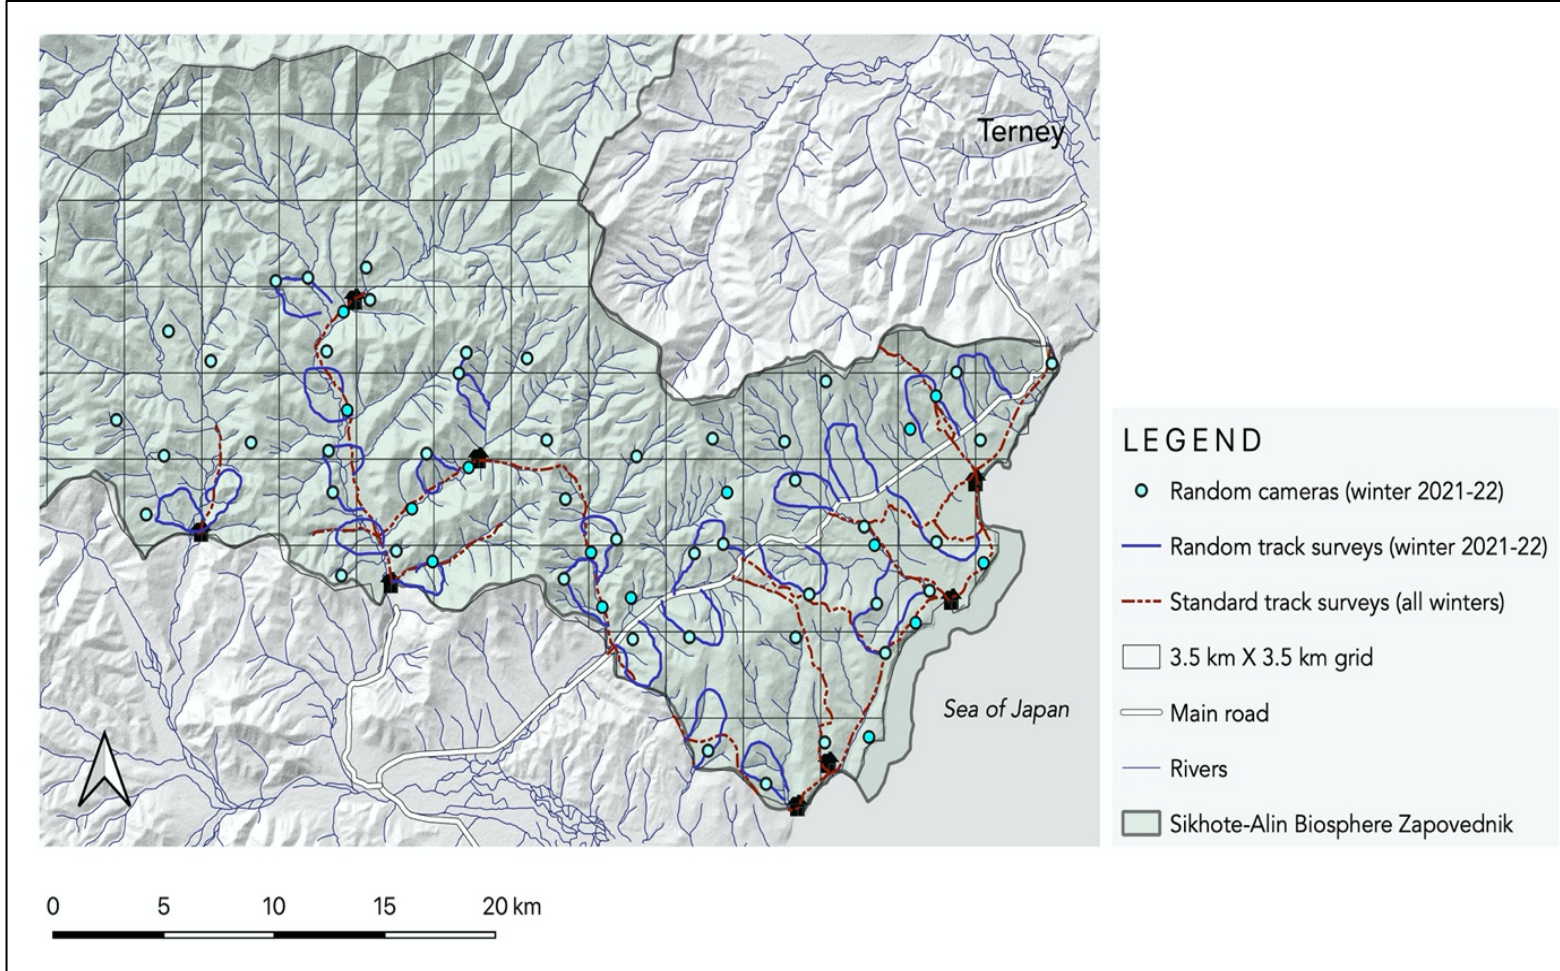 Terney
Sea of Japan
LEGEND
Random cameras (winter 2021-22)
Random track surveys (winter 2021-22)
Standard track surveys (all winters)
3.5 km X 3.5 km grid
Main road
Rivers
Sikhote-Alin Biosphere Zapovednik
0 5 10 15 20 km